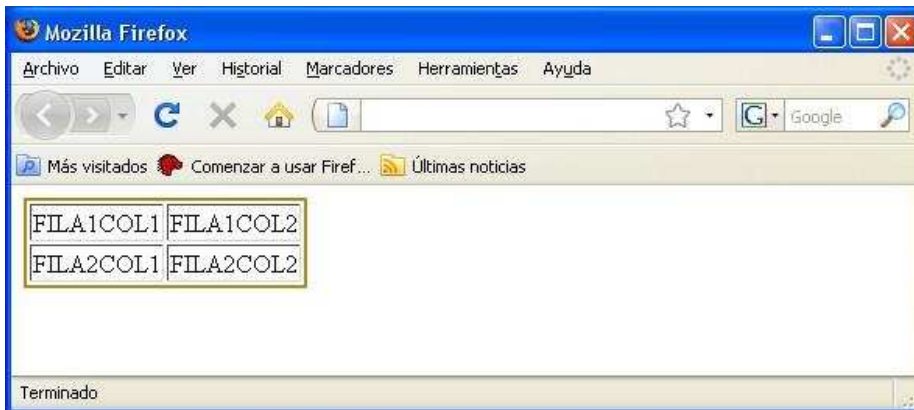 Mozilla Firefox
Archivo Editar Ver Historial Marcadores Herramientas Ayuda
G Google
Más visitados Comenzar a usar Firef... Últimas noticias
FILA1COL1 FILA1COL2
FILA2COL1 FILA2COL2
Terminado